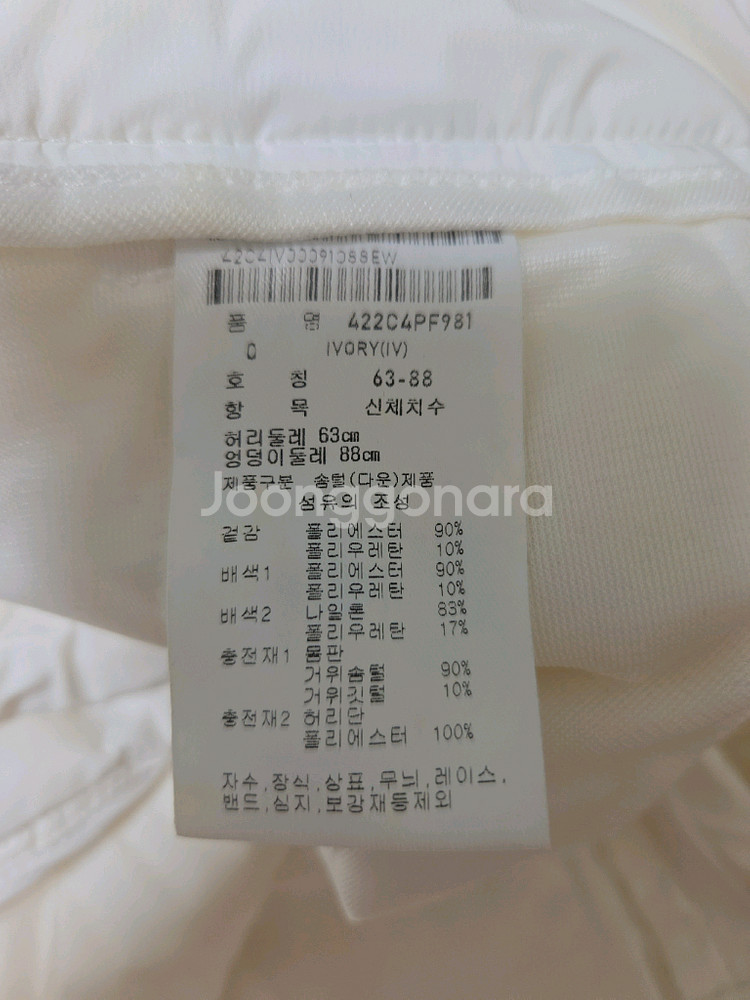 42C4IV00091088EW
품 명 422C4PF981
0 IVORY(IV)
호 칭 63-88
항 목 신체치수
허리둘레 63㎝
엉덩이둘레 88㎝
제품구분 솜털(다운)제품
섬유의 조성
Joonggonara
겉감 폴리에스터 90%
폴리우레탄 10%
배색1 폴리에스터 90%
폴리우레탄 10%
배색2 나일론 83%
폴리우레탄 17%
충전재1 몸판
거위솜털 90%
거위깃털 10%
충전재2 허리단
폴리에스터 100%
자수,장식,상표,무늬,레이스,
밴드,심지,보강재등제외